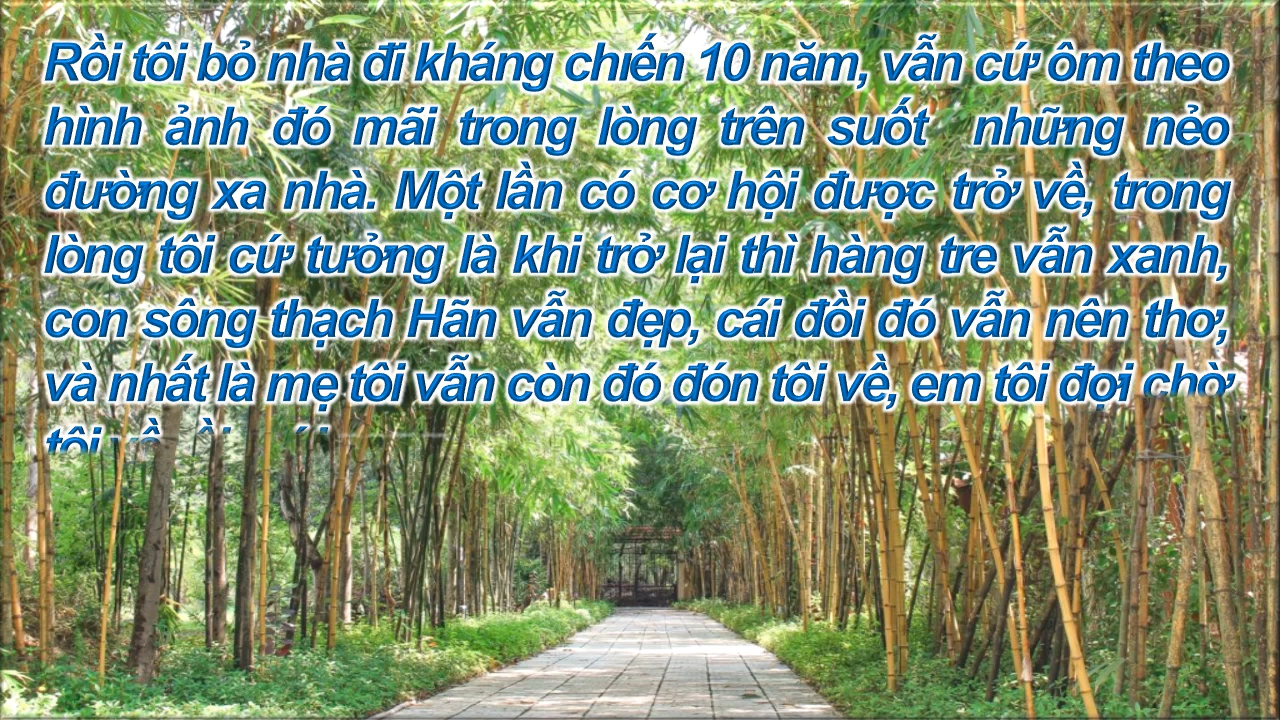 Rồi tôi bỏ nhà đi kháng chiến 10 năm, vẫn cứ ôm theo
hình ảnh đó mãi trong lòng trên suốt những nẻo
đường xa nhà. Một lần có cơ hội được trở về, trong
lòng tôi cứ tưởng là khi trở lại thì hàng tre vẫn xanh,
con sông thạch Hãn vẫn đẹp, cái đồi đó vẫn nên thơ,
và nhất là mẹ tôi vẫn còn đó đón tôi về, em tôi đợi chờ
tôi về